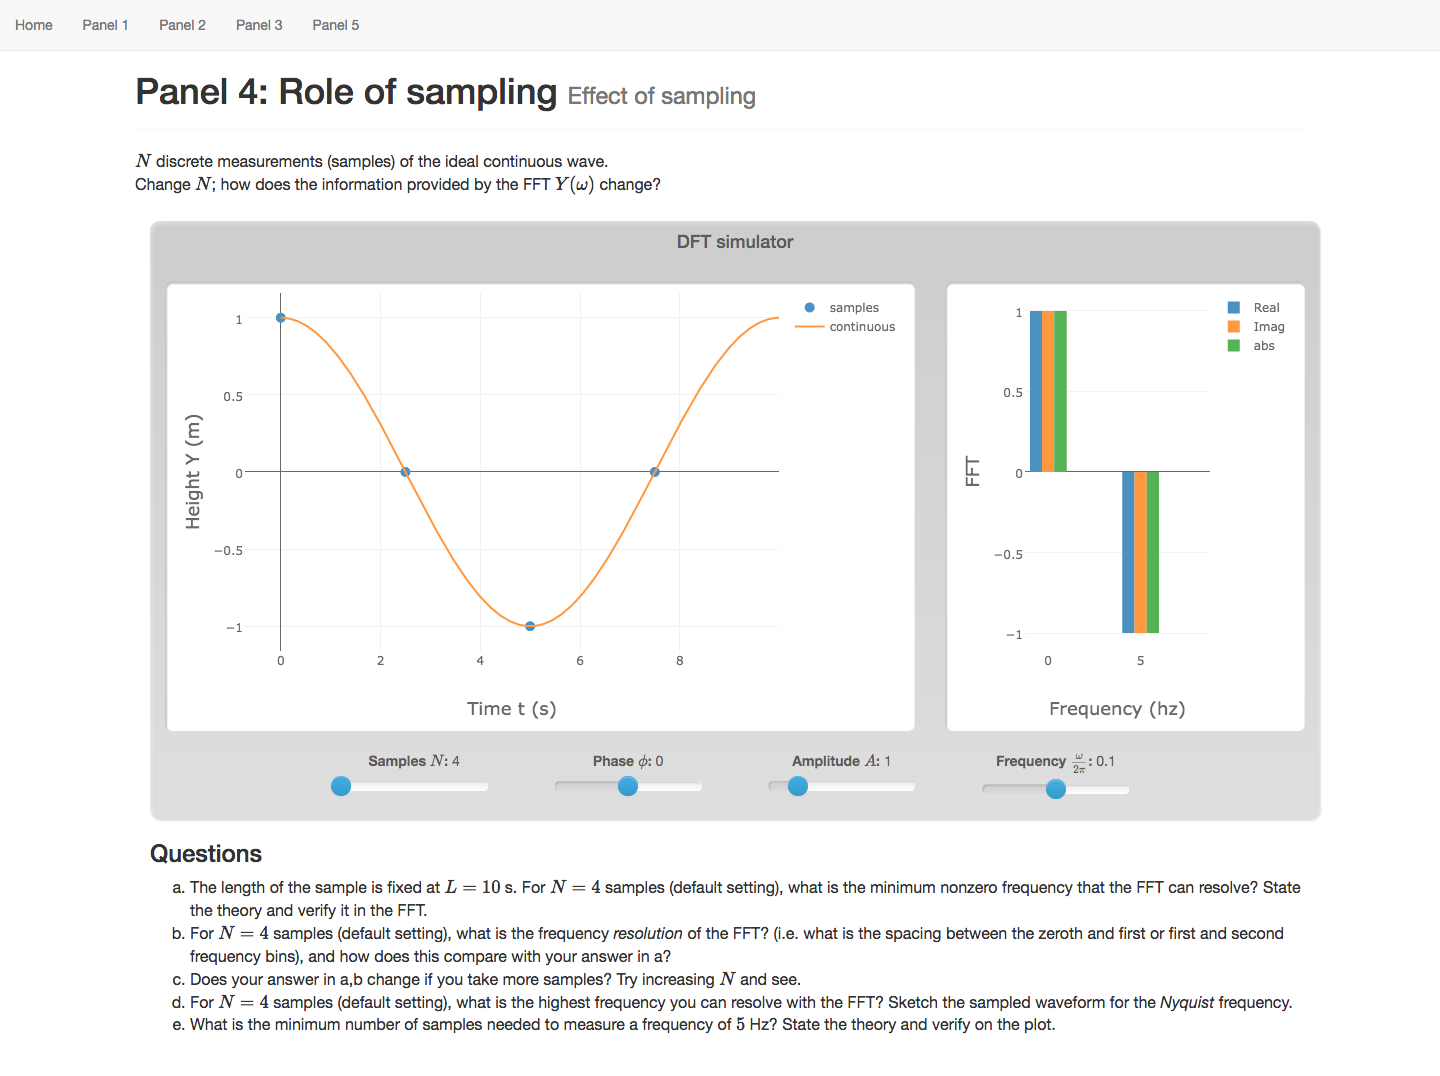 Home Panel 1 Panel 2 Panel 3 Panel 5
Panel 4: Role of sampling Effect of sampling
N discrete measurements (samples) of the ideal continuous wave.
Change N; how does the information provided by the FFT Y(ω) change?
DFT simulator
Height Y (m)
1
0.5
0
−0.5
−1
0 2 4 6 8
Time t (s)
samples
continuous
FFT
1
0.5
0
−0.5
−1
0 5
Frequency (hz)
Real
Imag
abs
Samples N: 4 Phase ϕ: 0 Amplitude A: 1 Frequency ω/2π: 0.1
Questions
a. The length of the sample is fixed at L = 10 s. For N = 4 samples (default setting), what is the minimum nonzero frequency that the FFT can resolve? State
the theory and verify it in the FFT.
b. For N = 4 samples (default setting), what is the frequency resolution of the FFT? (i.e. what is the spacing between the zeroth and first or first and second
frequency bins), and how does this compare with your answer in a?
c. Does your answer in a,b change if you take more samples? Try increasing N and see.
d. For N = 4 samples (default setting), what is the highest frequency you can resolve with the FFT? Sketch the sampled waveform for the Nyquist frequency.
e. What is the minimum number of samples needed to measure a frequency of 5 Hz? State the theory and verify on the plot.